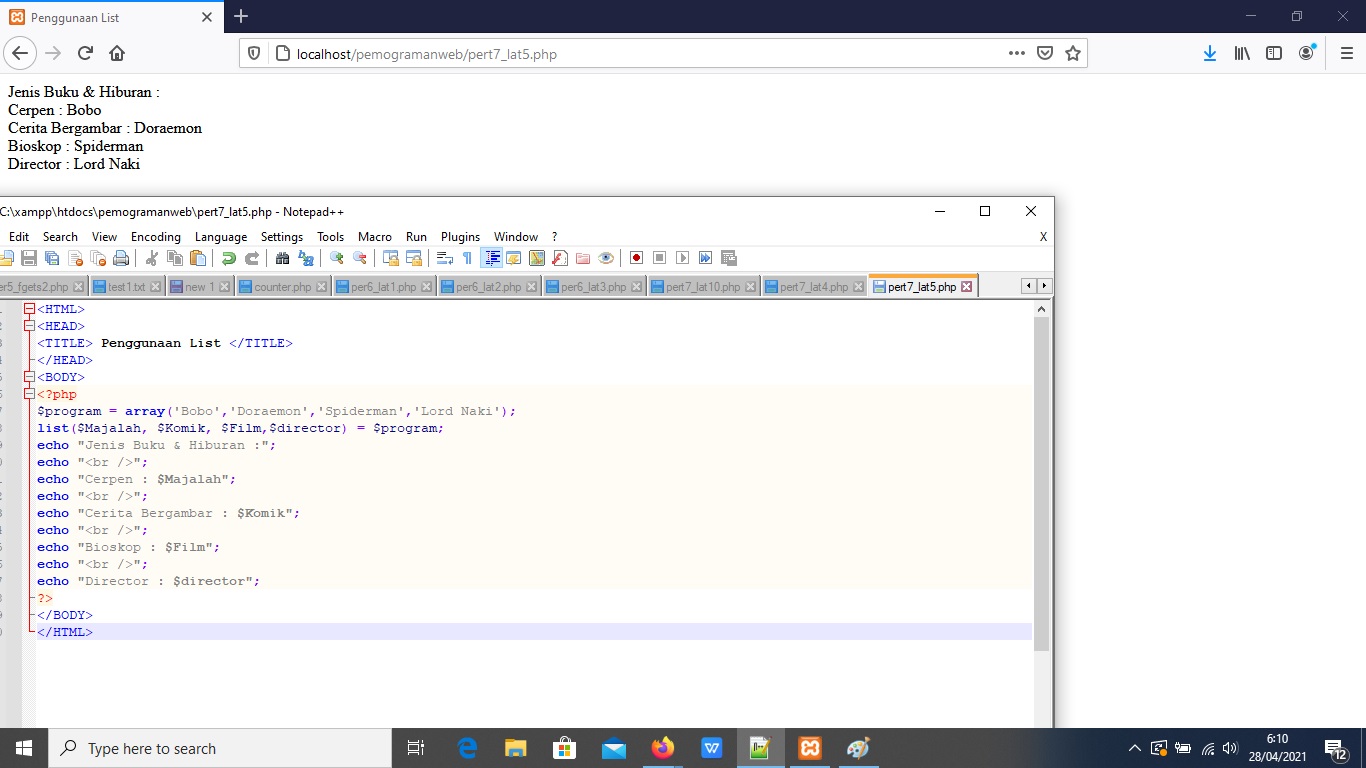 Penggunaan List
localhost/pemogramanweb/pert7_lat5.php
Jenis Buku & Hiburan :
Cerpen : Bobo
Cerita Bergambar : Doraemon
Bioskop : Spiderman
Director : Lord Naki
C:\xampp\htdocs\pemogramanweb\pert7_lat5.php - Notepad++
Edit Search View Encoding Language Settings Tools Macro Run Plugins Window ? X
er5_fgets2.php test1.txt new 1 counter.php per6_lat1.php per6_lat2.php per6_lat3.php pert7_lat10.php pert7_lat4.php pert7_lat5.php
<HTML>
<HEAD>
<TITLE> Penggunaan List </TITLE>
</HEAD>
<BODY>
<?php
$program = array('Bobo','Doraemon','Spiderman','Lord Naki');
list($Majalah, $Komik, $Film,$director) = $program;
echo "Jenis Buku & Hiburan :";
echo "<br />";
echo "Cerpen : $Majalah";
echo "<br />";
echo "Cerita Bergambar : $Komik";
echo "<br />";
echo "Bioskop : $Film";
echo "<br />";
echo "Director : $director";
?>
</BODY>
</HTML>
Type here to search
6:10
28/04/2021
12